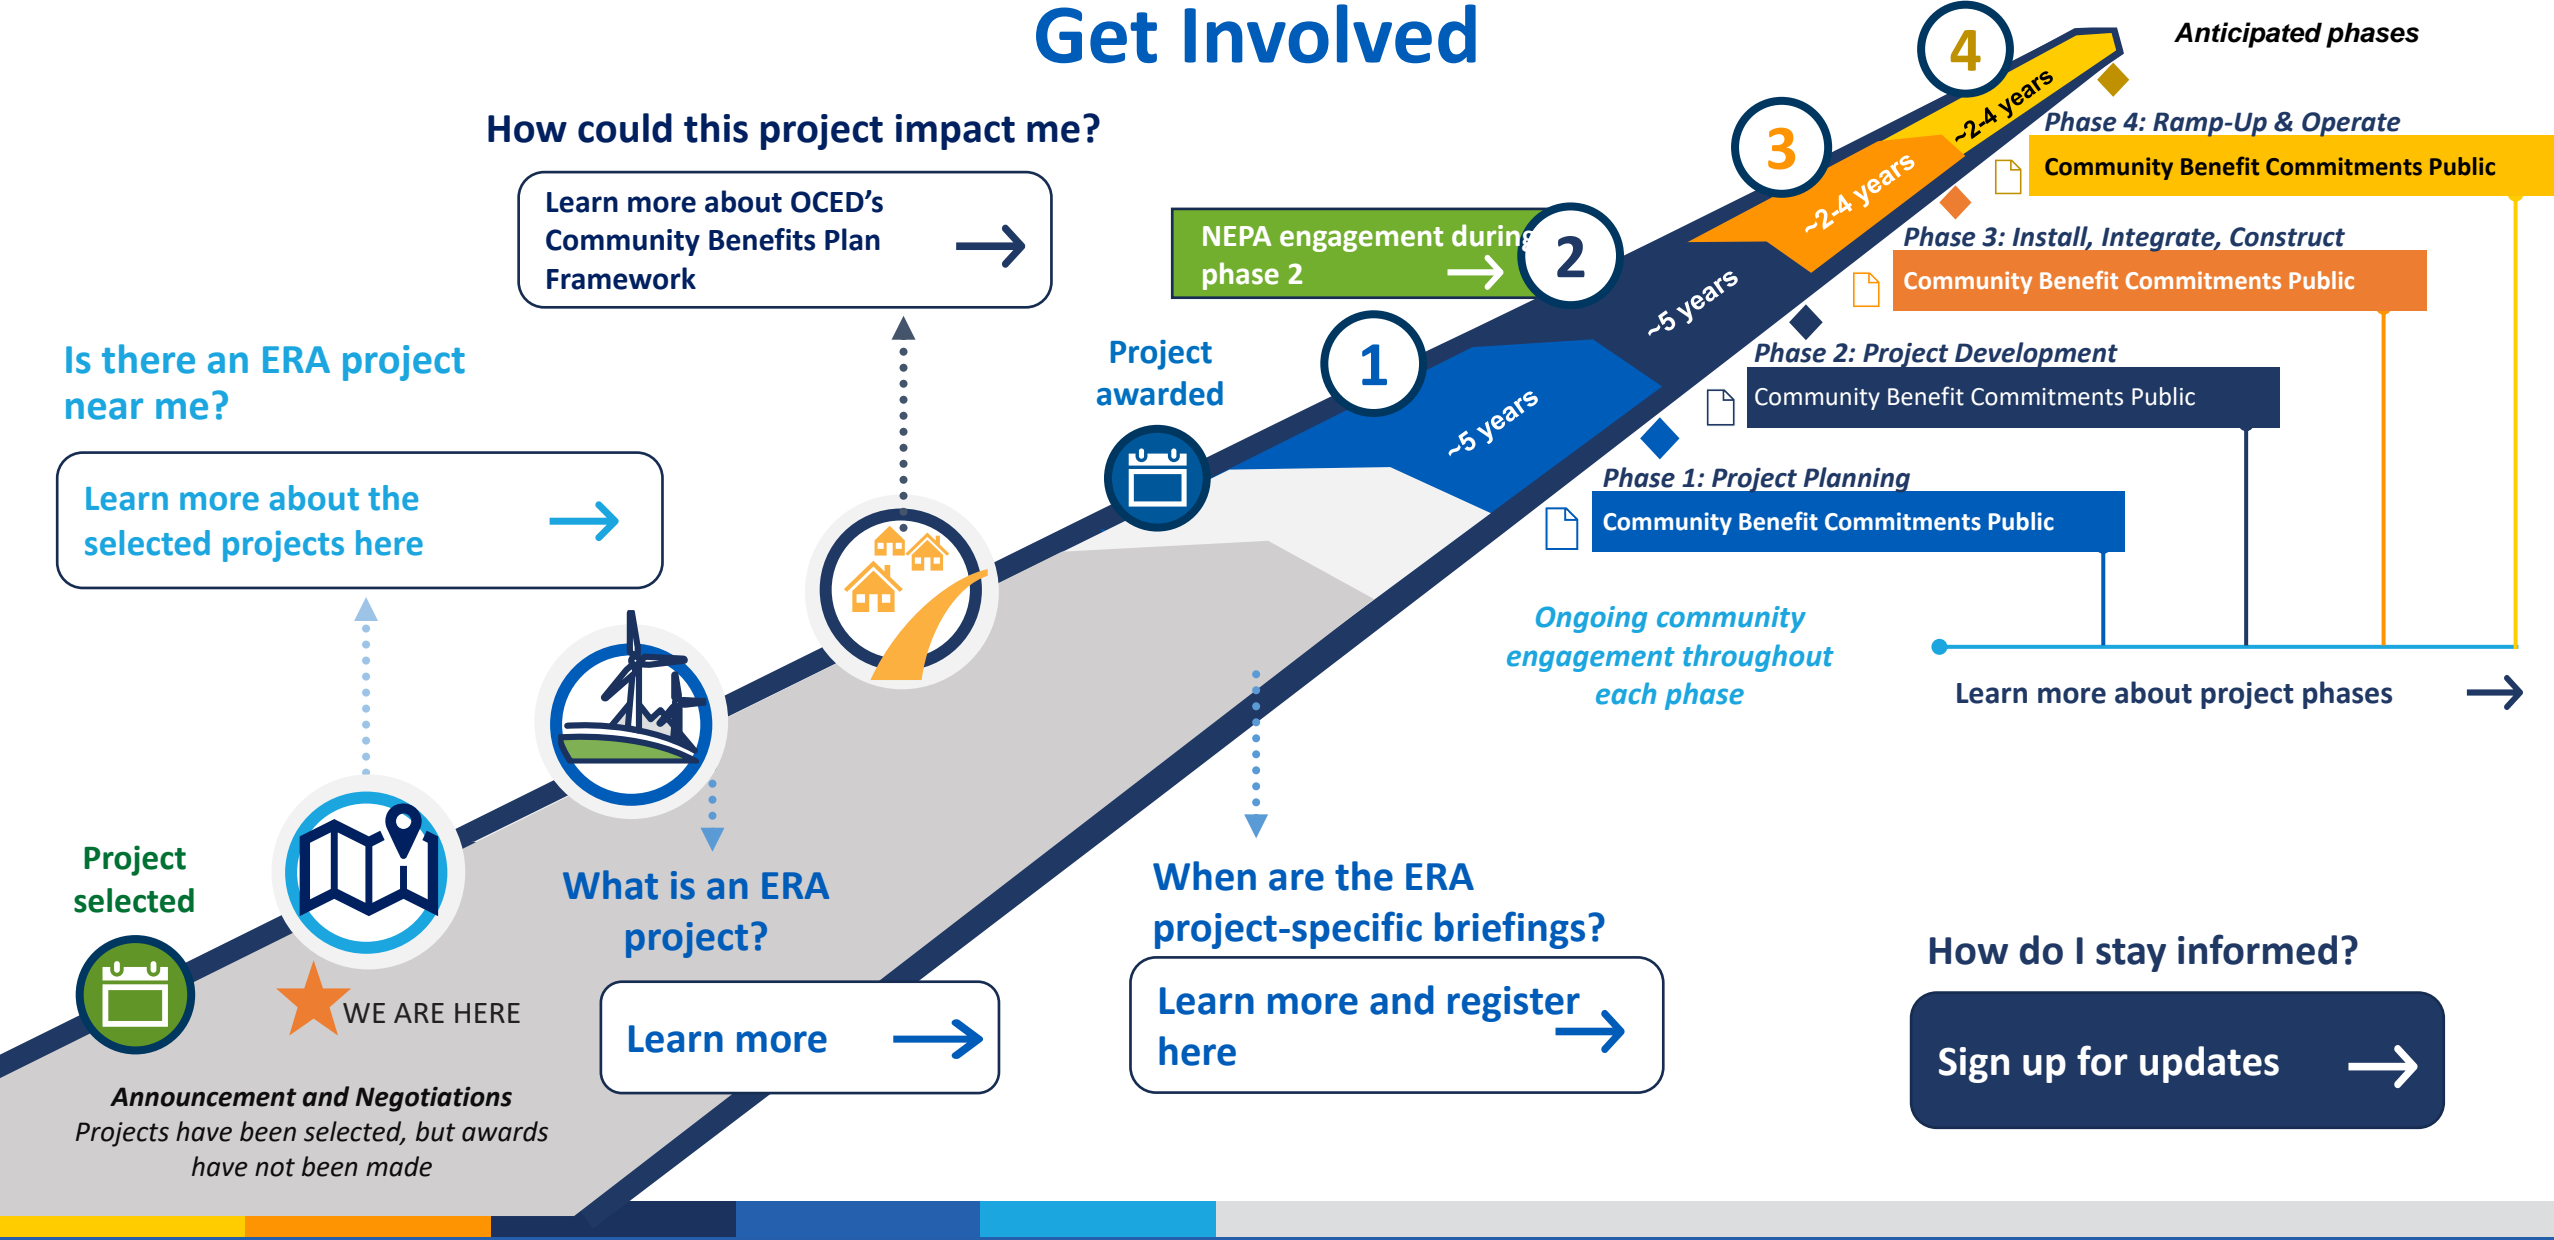 Get Involved
Anticipated phases
How could this project impact me?
Learn more about OCED’s
Community Benefits Plan
Framework
Is there an ERA project
near me?
Learn more about the
selected projects here
Project
selected
WE ARE HERE
Announcement and Negotiations
Projects have been selected, but awards
have not been made
What is an ERA
project?
Learn more
When are the ERA
project-specific briefings?
Learn more and register
here
Project
awarded
NEPA engagement during
phase 2
1
2
3
4
~5 years
~5 years
~2-4 years
~2-4 years
Phase 4: Ramp-Up & Operate
Community Benefit Commitments Public
Phase 3: Install, Integrate, Construct
Community Benefit Commitments Public
Phase 2: Project Development
Community Benefit Commitments Public
Phase 1: Project Planning
Community Benefit Commitments Public
Ongoing community
engagement throughout
each phase
Learn more about project phases
How do I stay informed?
Sign up for updates